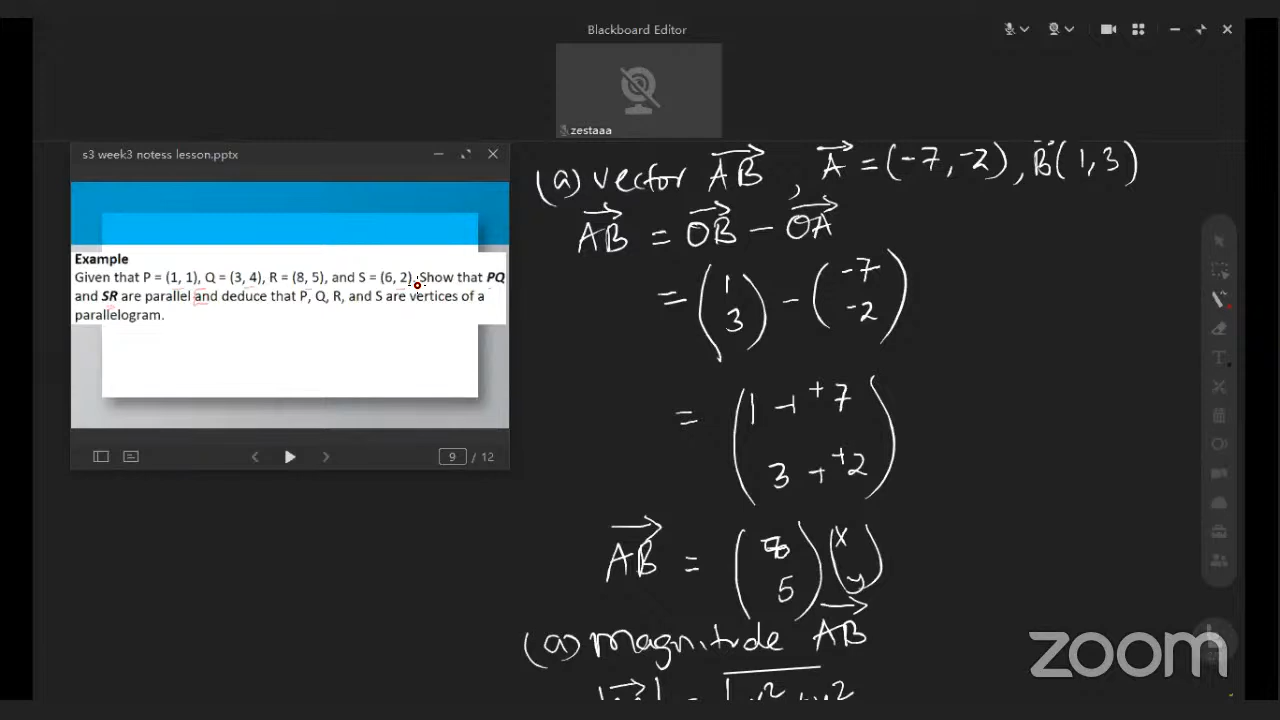 Blackboard Editor
zestaaa
s3 week3 notess lesson.pptx
Example
Given that P = (1, 1), Q = (3, 4), R = (8, 5), and S = (6, 2). Show that PQ
and SR are parallel and deduce that P, Q, R, and S are vertices of a
parallelogram.
9 / 12
(a) vector AB , A = (-7, -2), B(1, 3)
AB = OB - OA
= (1 3) - (-7 -2)
= (1 + +7
3 + +2)
AB = (8 5) (x y)
(a) magnitude AB
zoom